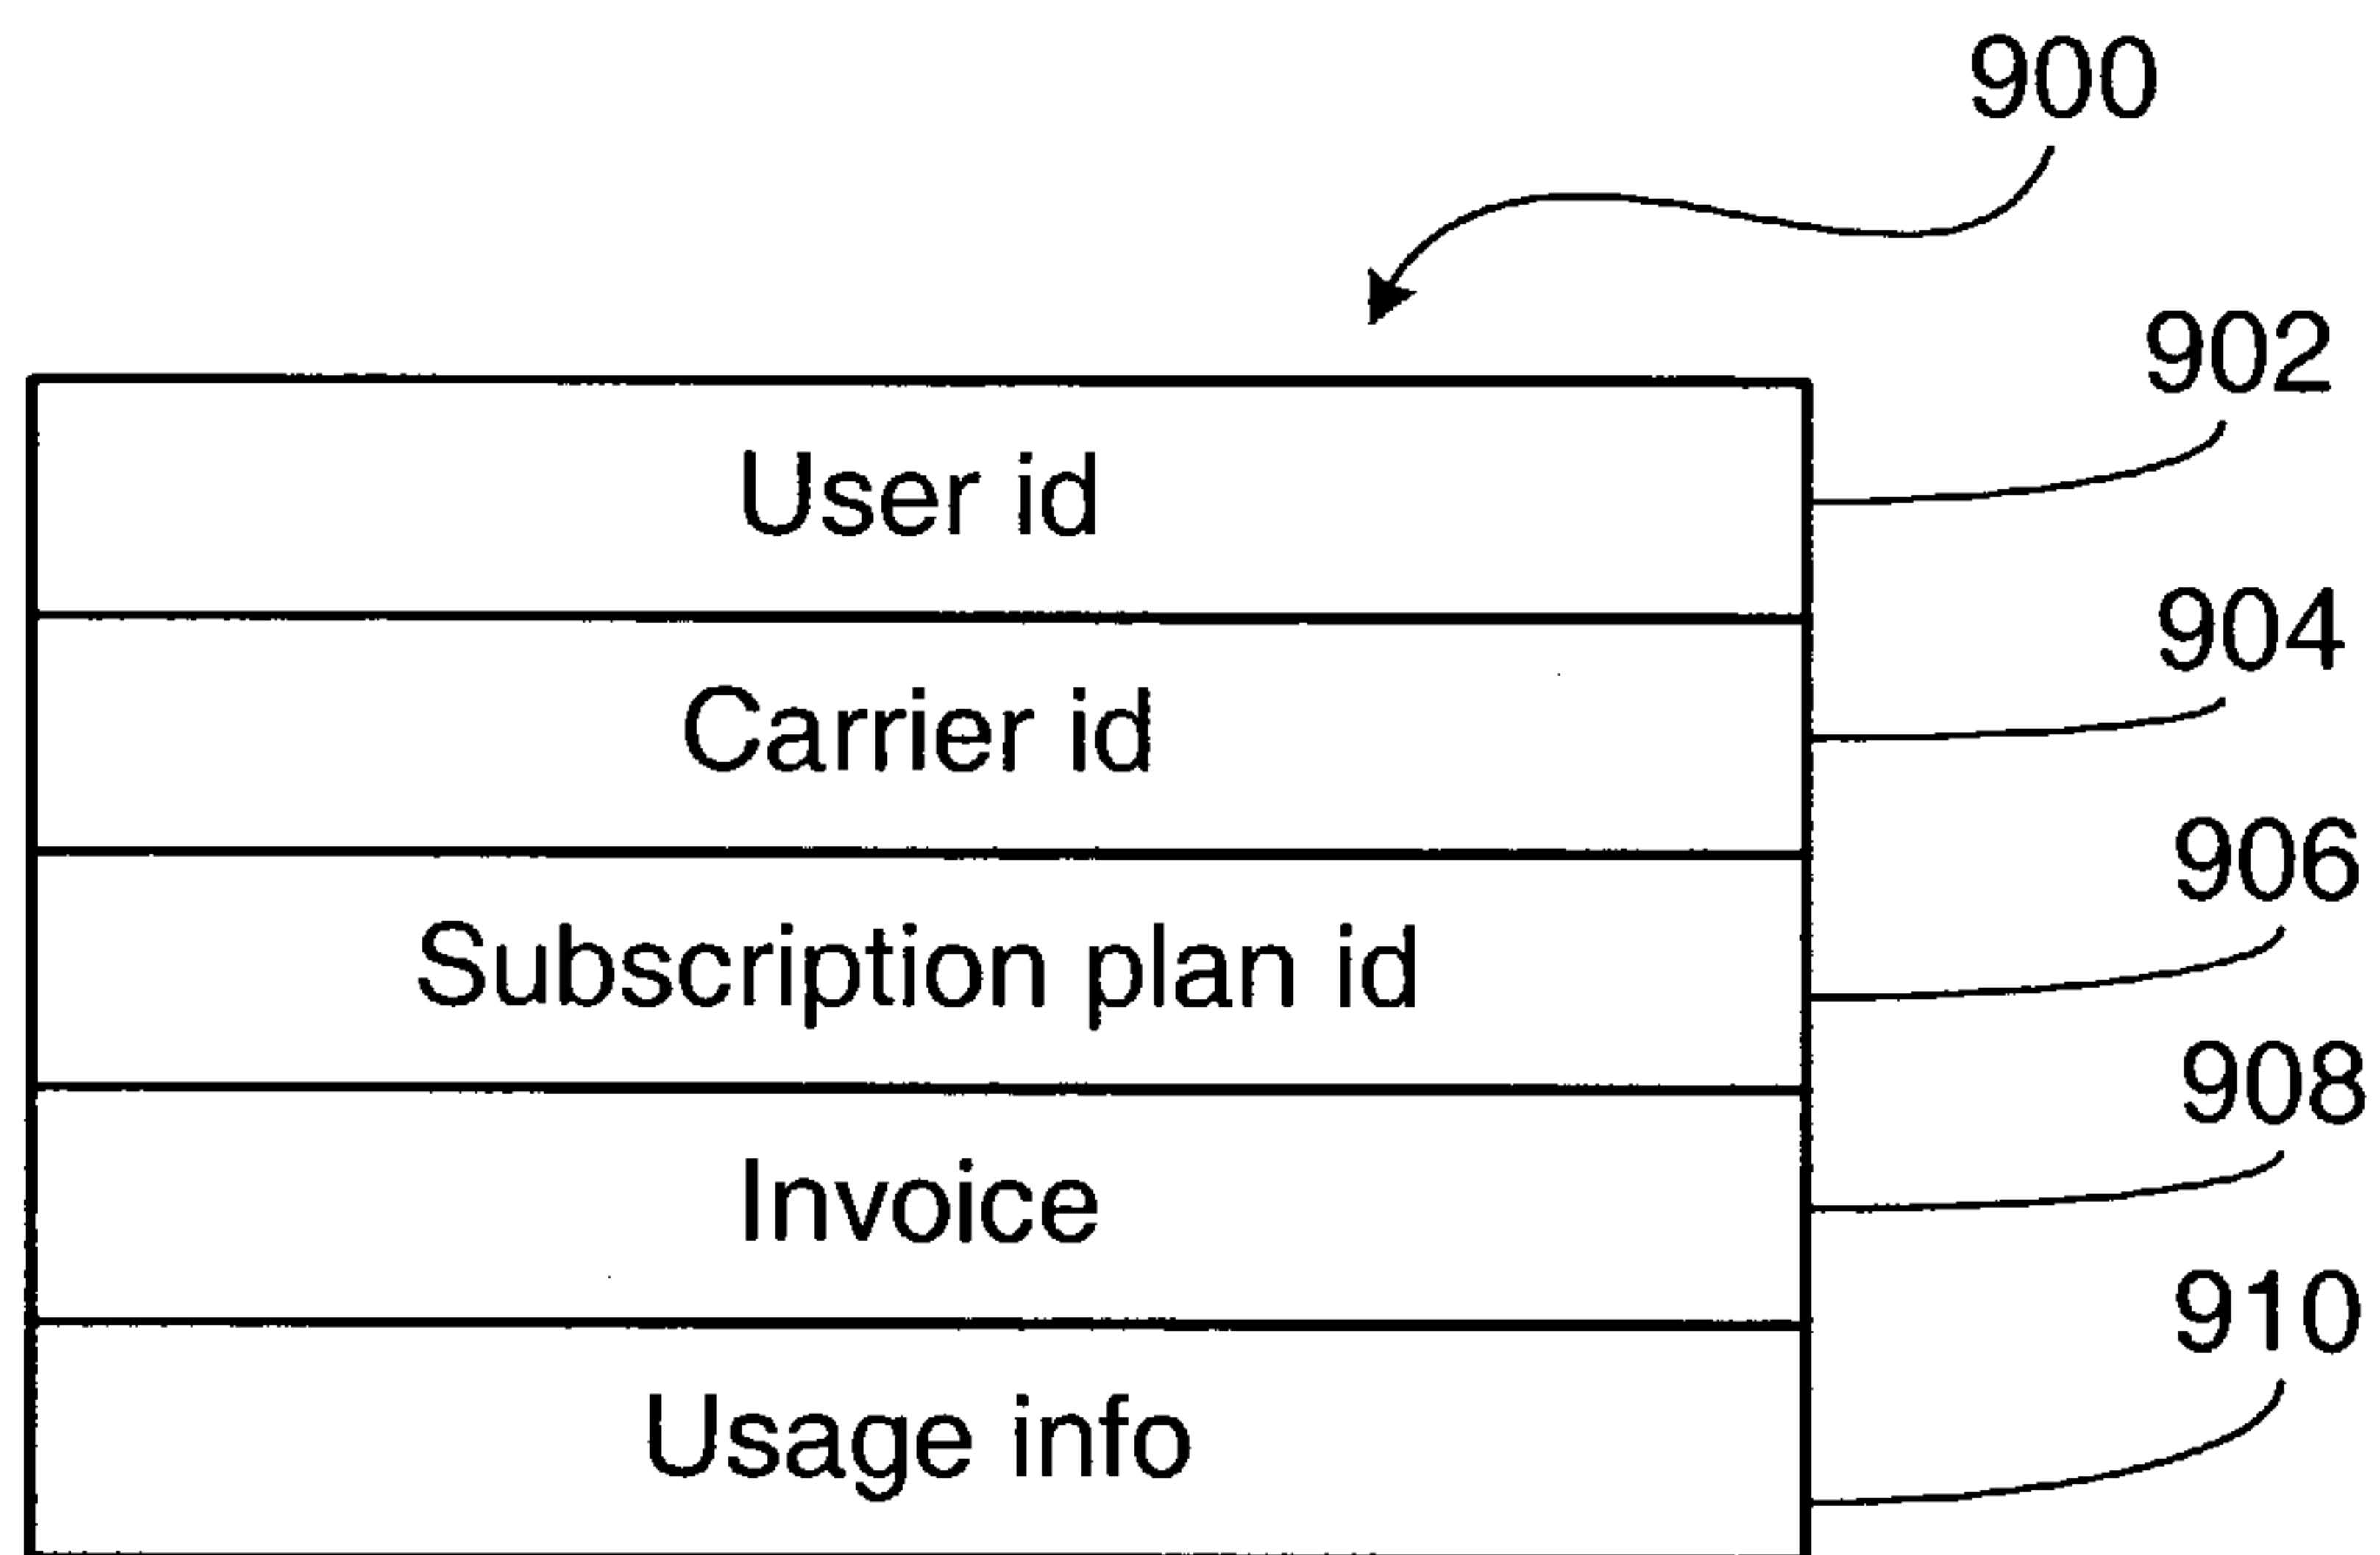 900
902
User id
904
Carrier id
906
Subscription plan id
908
Invoice
910
Usage info